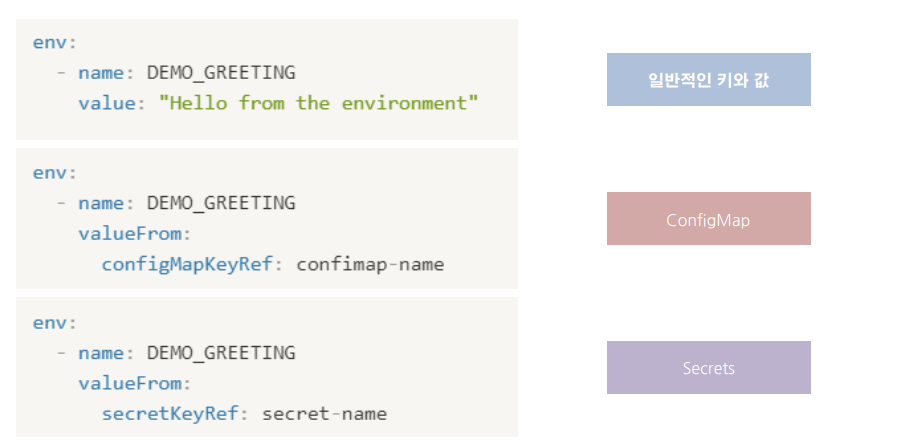 env:
  - name: DEMO_GREETING
    value: "Hello from the environment"
일반적인 키와 값
env:
  - name: DEMO_GREETING
    valueFrom:
      configMapKeyRef: confimap-name
ConfigMap
env:
  - name: DEMO_GREETING
    valueFrom:
      secretKeyRef: secret-name
Secrets